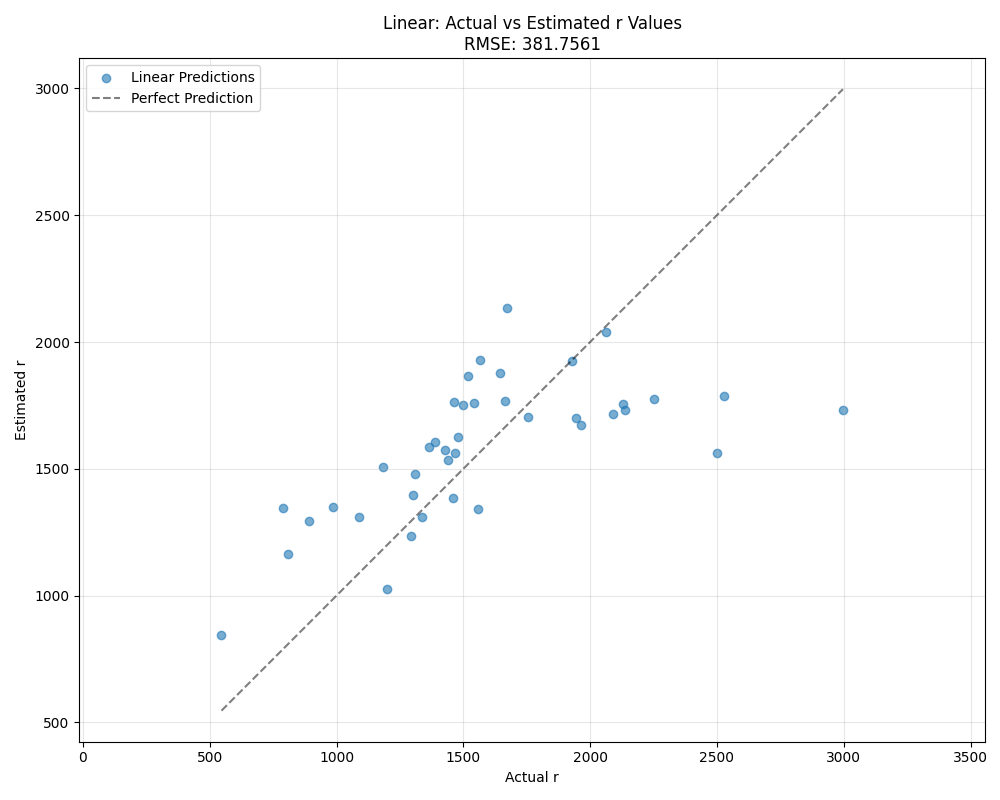 Linear: Actual vs Estimated r Values
RMSE: 381.7561
Linear Predictions
Perfect Prediction
3000
2500
2000
1500
1000
500
Estimated r
0
500
1000
1500
2000
2500
3000
3500
Actual r